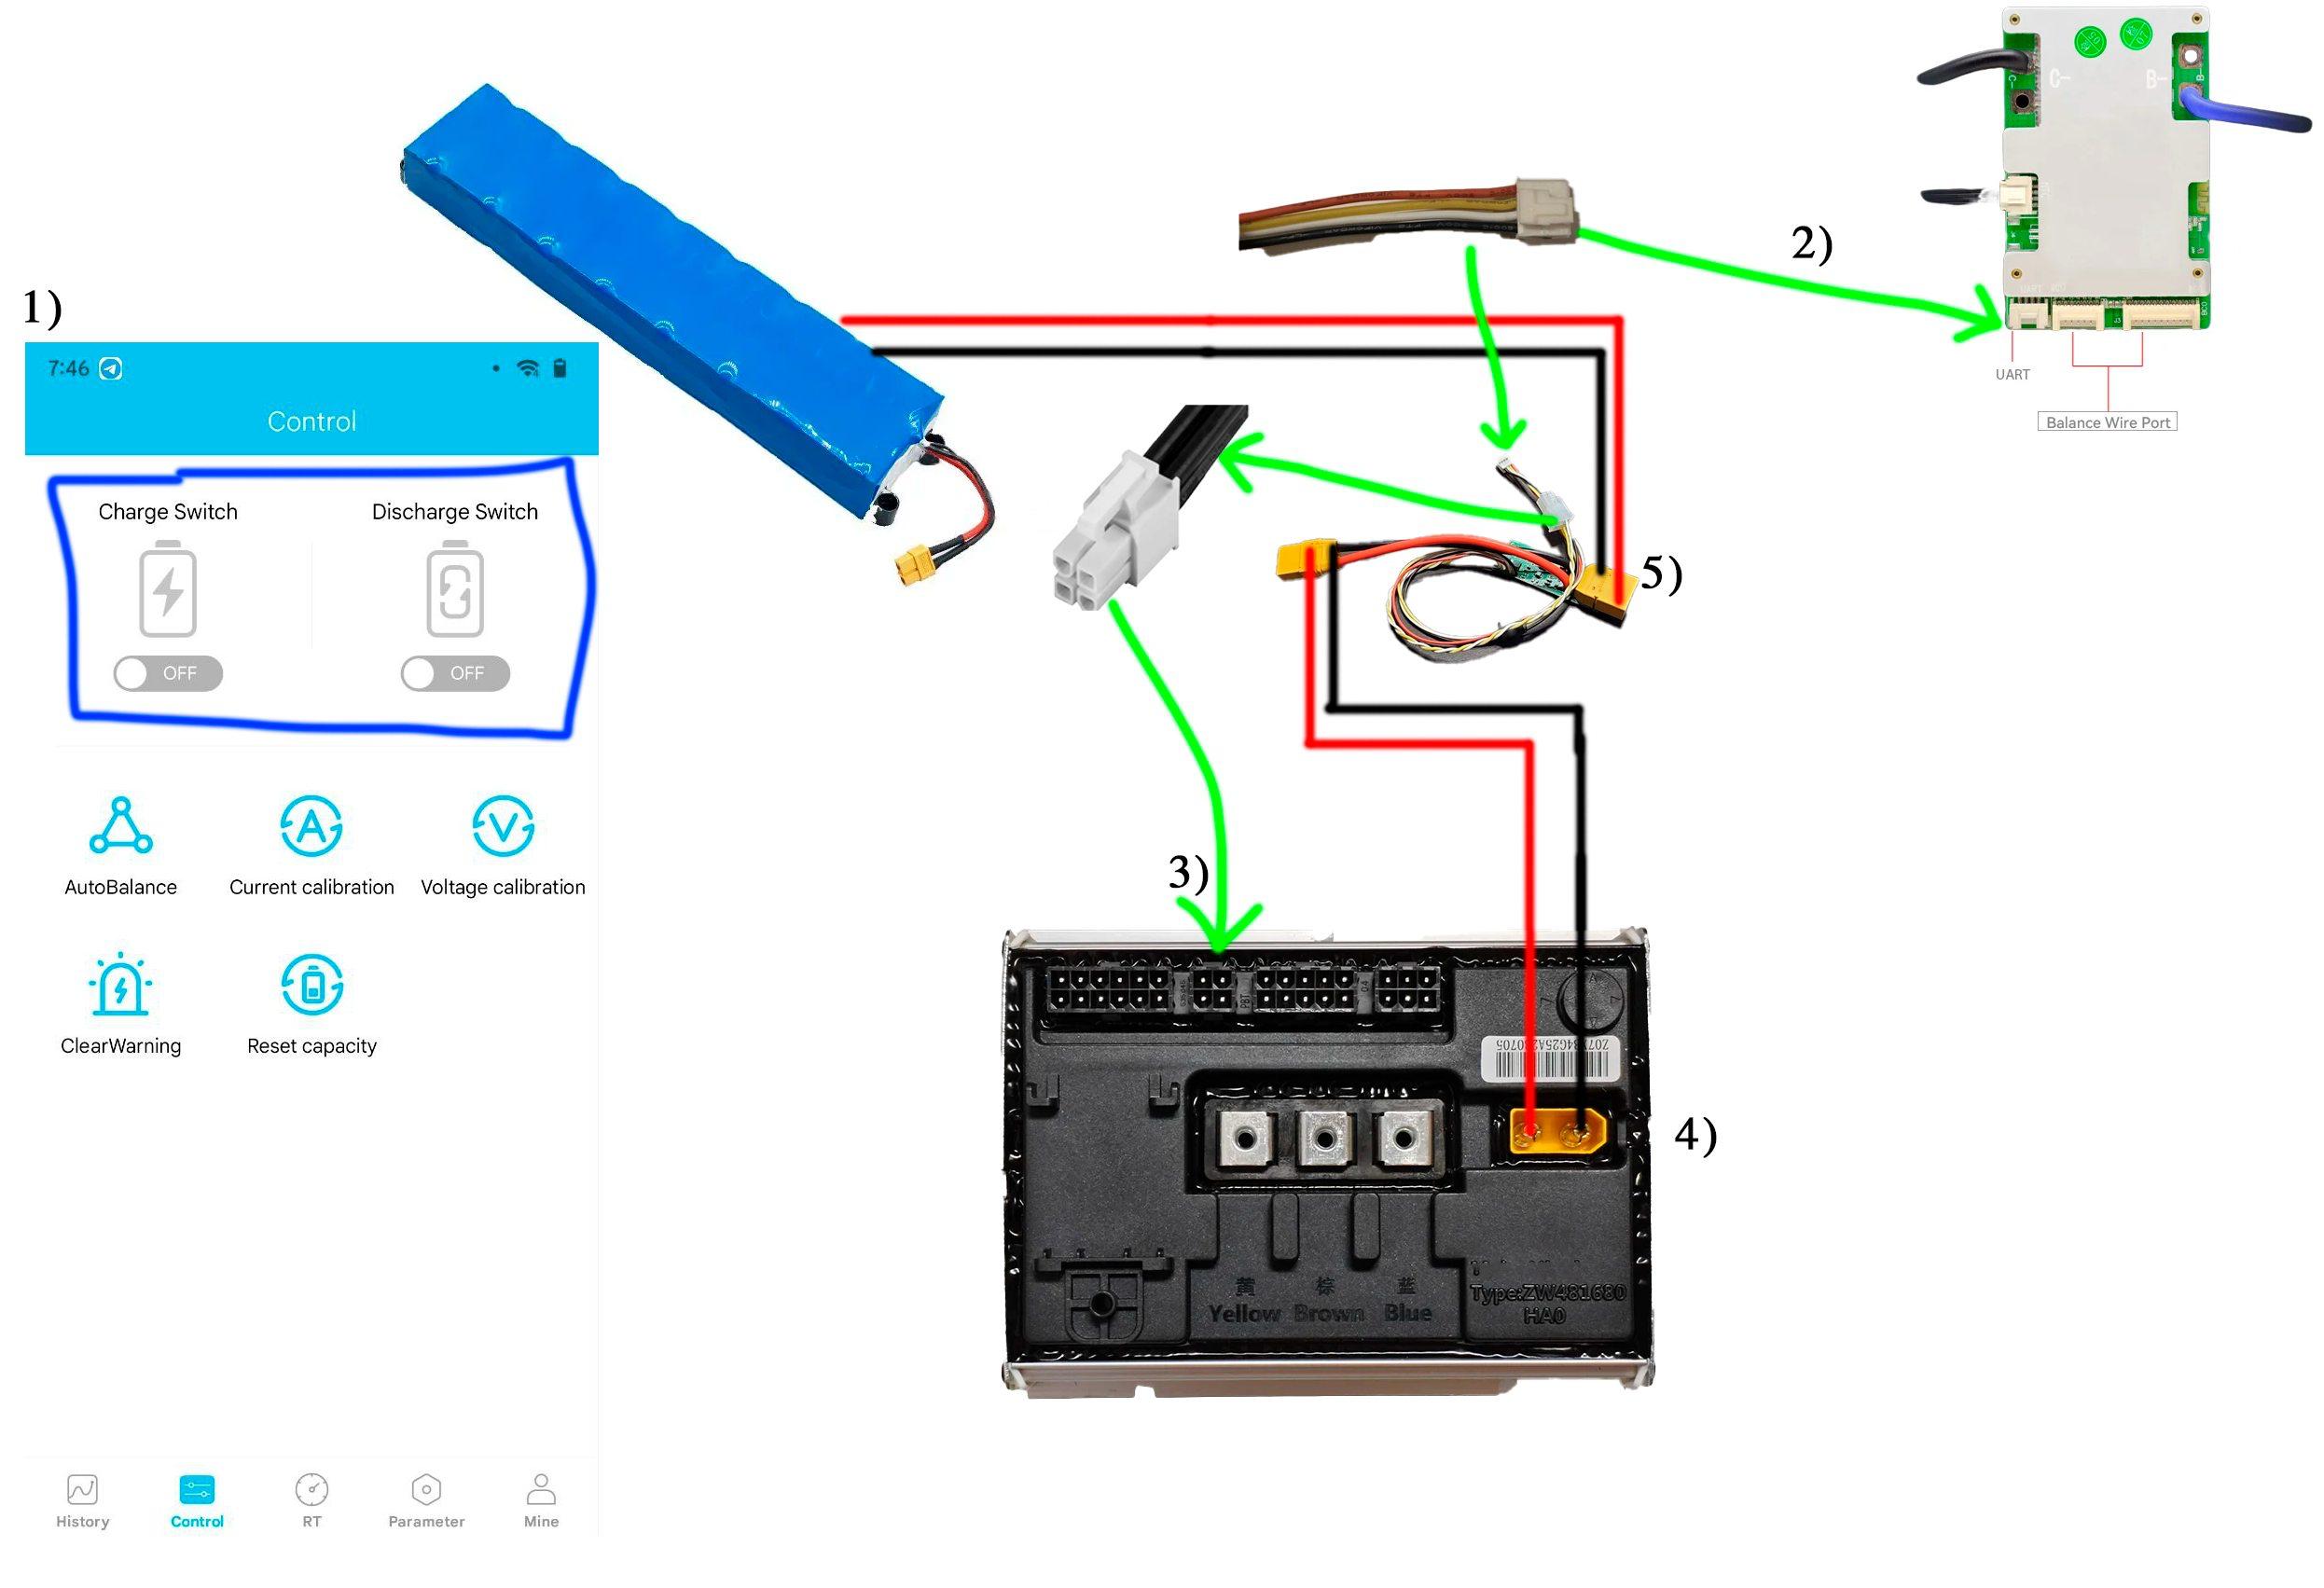 1)
7:46
Control
Charge Switch
Discharge Switch
OFF
OFF
AutoBalance
Current calibration
Voltage calibration
ClearWarning
Reset capacity
History
Control
RT
Parameter
Mine
2)
C-
B-
C-
B-
UART
J3
UART
Balance Wire Port
5)
3)
4)
黄 棕 蓝
Yellow Brown Blue
Type:ZW481680
HA0